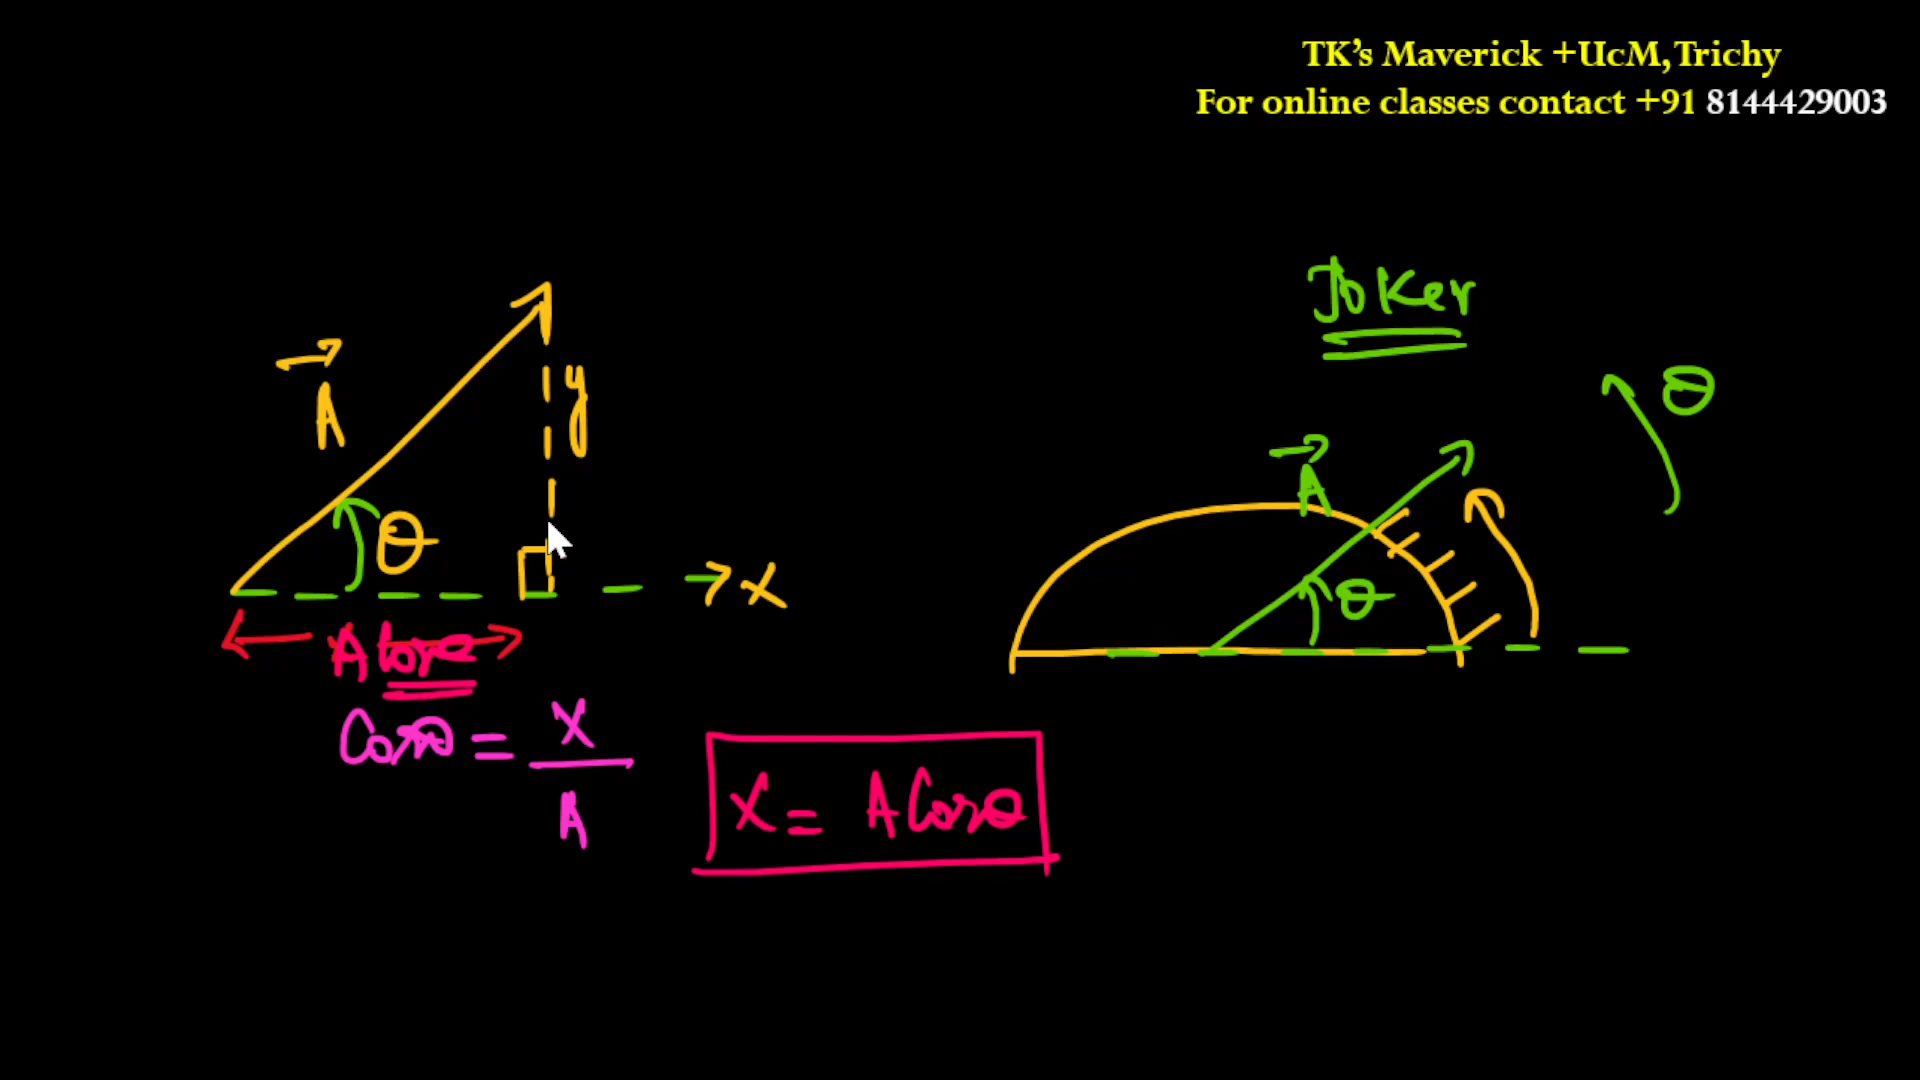 TK's Maverick +UcM, Trichy
For online classes contact +91 8144429003
Joker
A
y
θ
A
θ
θ
x
A cosθ
Cosθ = x / A
x = A Cosθ